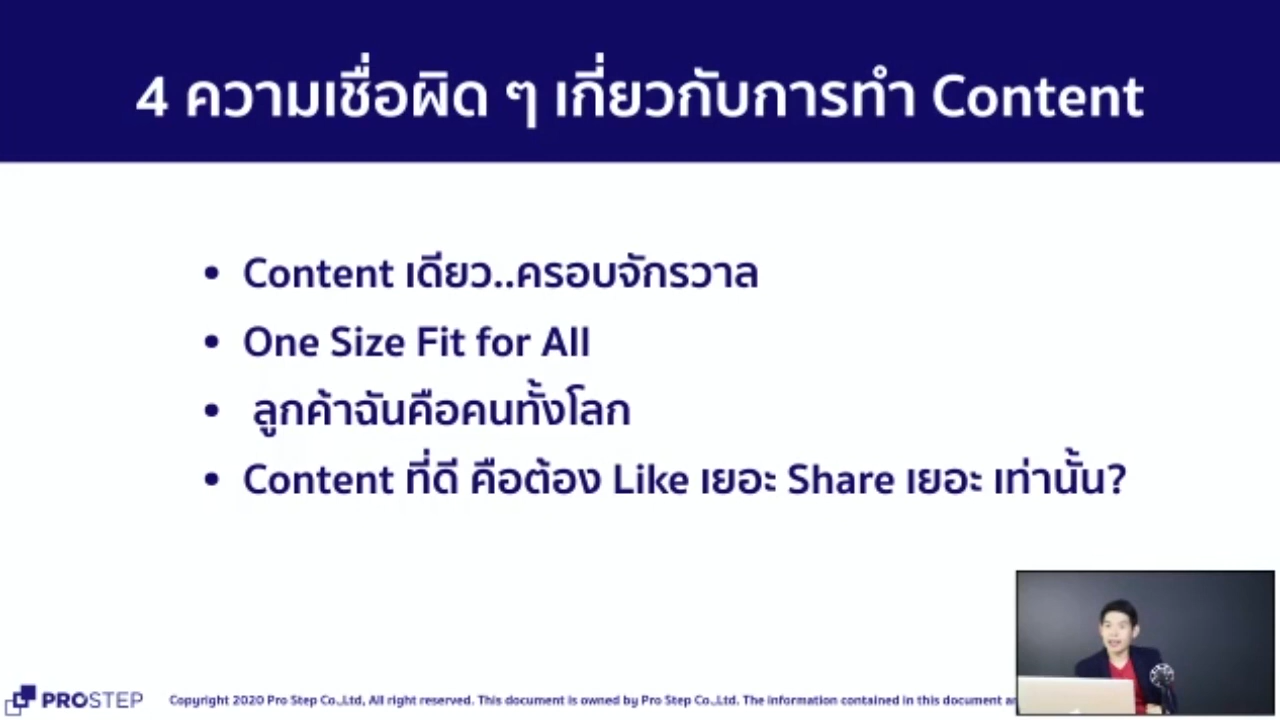 4 ความเชื่อผิด ๆ เกี่ยวกับการทำ Content
• Content เดียว..ครอบจักรวาล
• One Size Fit for All
• ลูกค้าฉันคือคนทั้งโลก
• Content ที่ดี คือต้อง Like เยอะ Share เยอะ เท่านั้น?
PROSTEP
Copyright 2020 Pro Step Co.,Ltd, All right reserved. This document is owned by Pro Step Co.,Ltd. The information contained in this document